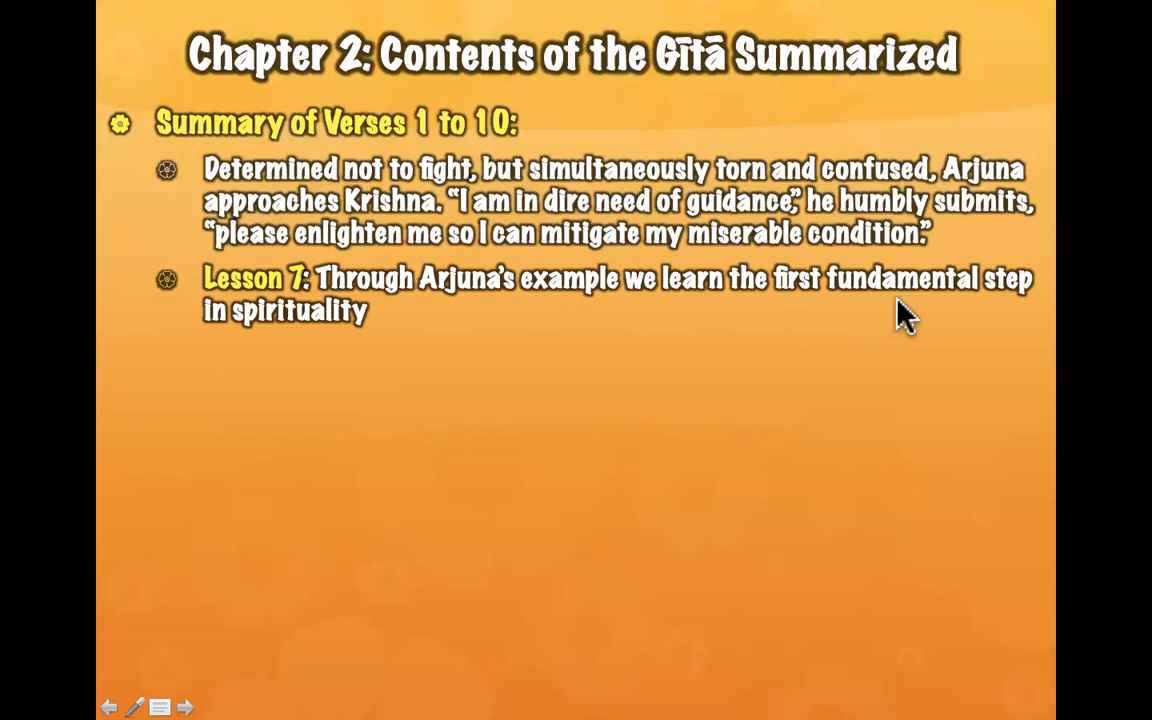 Chapter 2: Contents of the Gītā Summarized
Summary of Verses 1 to 10:
Determined not to fight, but simultaneously torn and confused, Arjuna
approaches Krishna. “I am in dire need of guidance,” he humbly submits,
“please enlighten me so I can mitigate my miserable condition.”
Lesson 7: Through Arjuna’s example we learn the first fundamental step
in spirituality